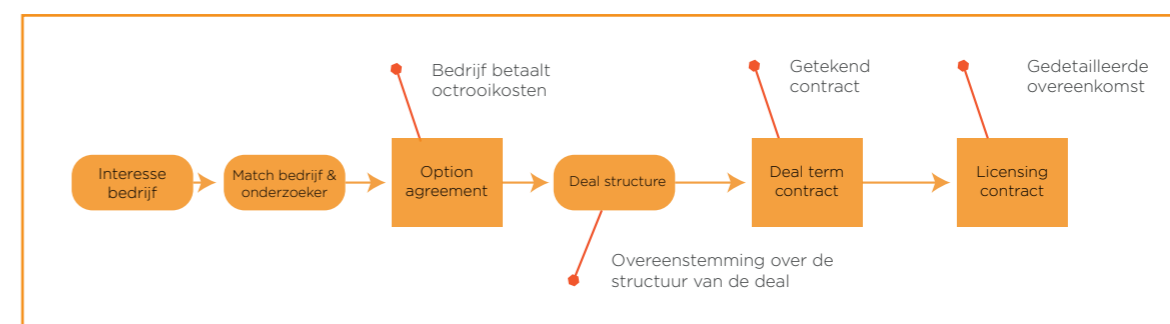 Bedrijf betaalt
octrooikosten
Getekend
contract
Gedetailleerde
overeenkomst
Interesse
bedrijf
Match bedrijf &
onderzoeker
Option
agreement
Deal structure
Deal term
contract
Licensing
contract
Overeenstemming over de
structuur van de deal